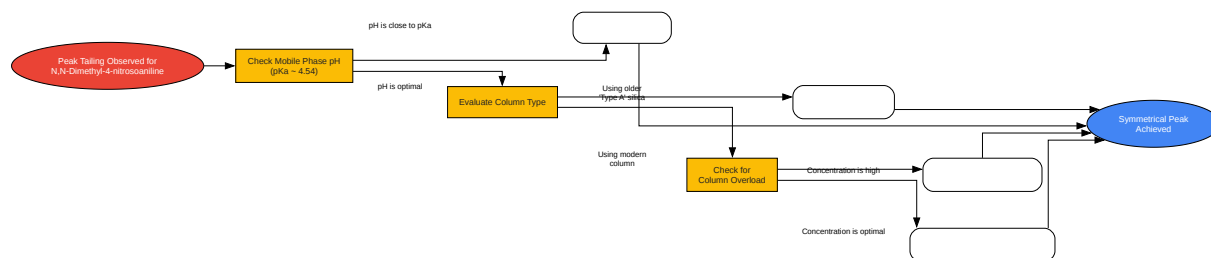 pH is close to pKa
Peak Tailing Observed for
N,N-Dimethyl-4-nitrosoaniline
Check Mobile Phase pH
(pKa ~ 4.54)
pH is optimal
Evaluate Column Type
Using older
'Type A' silica
Symmetrical Peak
Achieved
Using modern
column
Check for
Column Overload
Concentration is high
Concentration is optimal